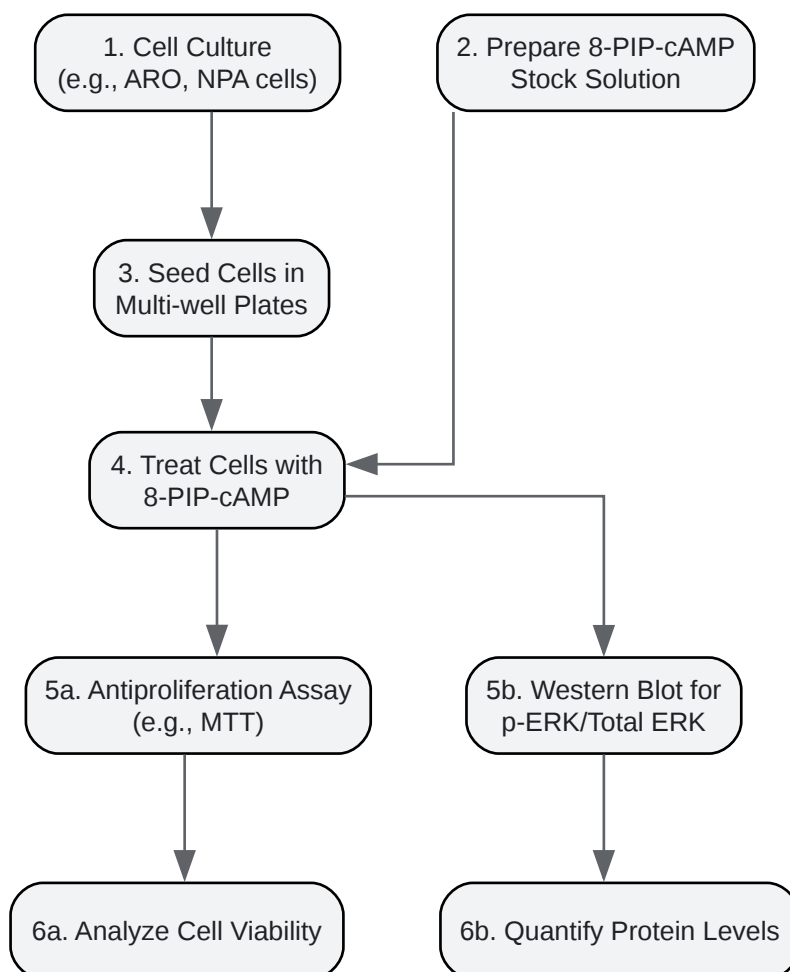 1. Cell Culture
(e.g., ARO, NPA cells)
2. Prepare 8-PIP-cAMP
Stock Solution
3. Seed Cells in
Multi-well Plates
4. Treat Cells with
8-PIP-cAMP
5a. Antiproliferation Assay
(e.g., MTT)
5b. Western Blot for
p-ERK/Total ERK
6a. Analyze Cell Viability
6b. Quantify Protein Levels